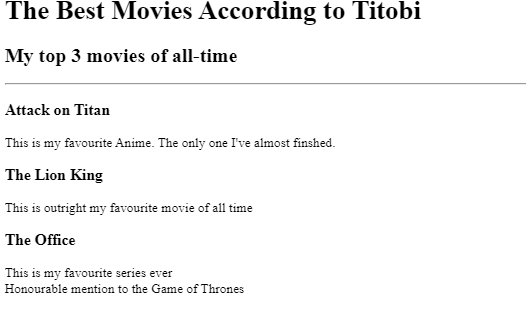 The Best Movies According to Titobi
My top 3 movies of all-time
Attack on Titan
This is my favourite Anime. The only one I've almost finshed.
The Lion King
This is outright my favourite movie of all time
The Office
This is my favourite series ever
Honourable mention to the Game of Thrones